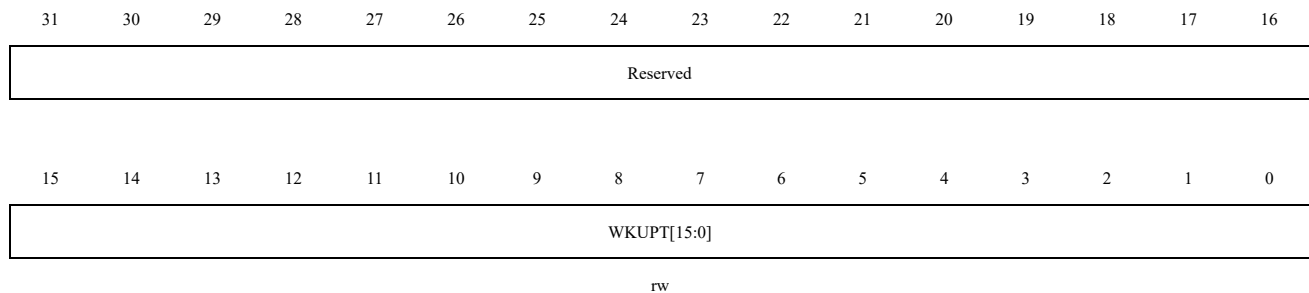 31 30 29 28 27 26 25 24 23 22 21 20 19 18 17 16
Reserved
15 14 13 12 11 10 9 8 7 6 5 4 3 2 1 0
WKUPT[15:0]
rw